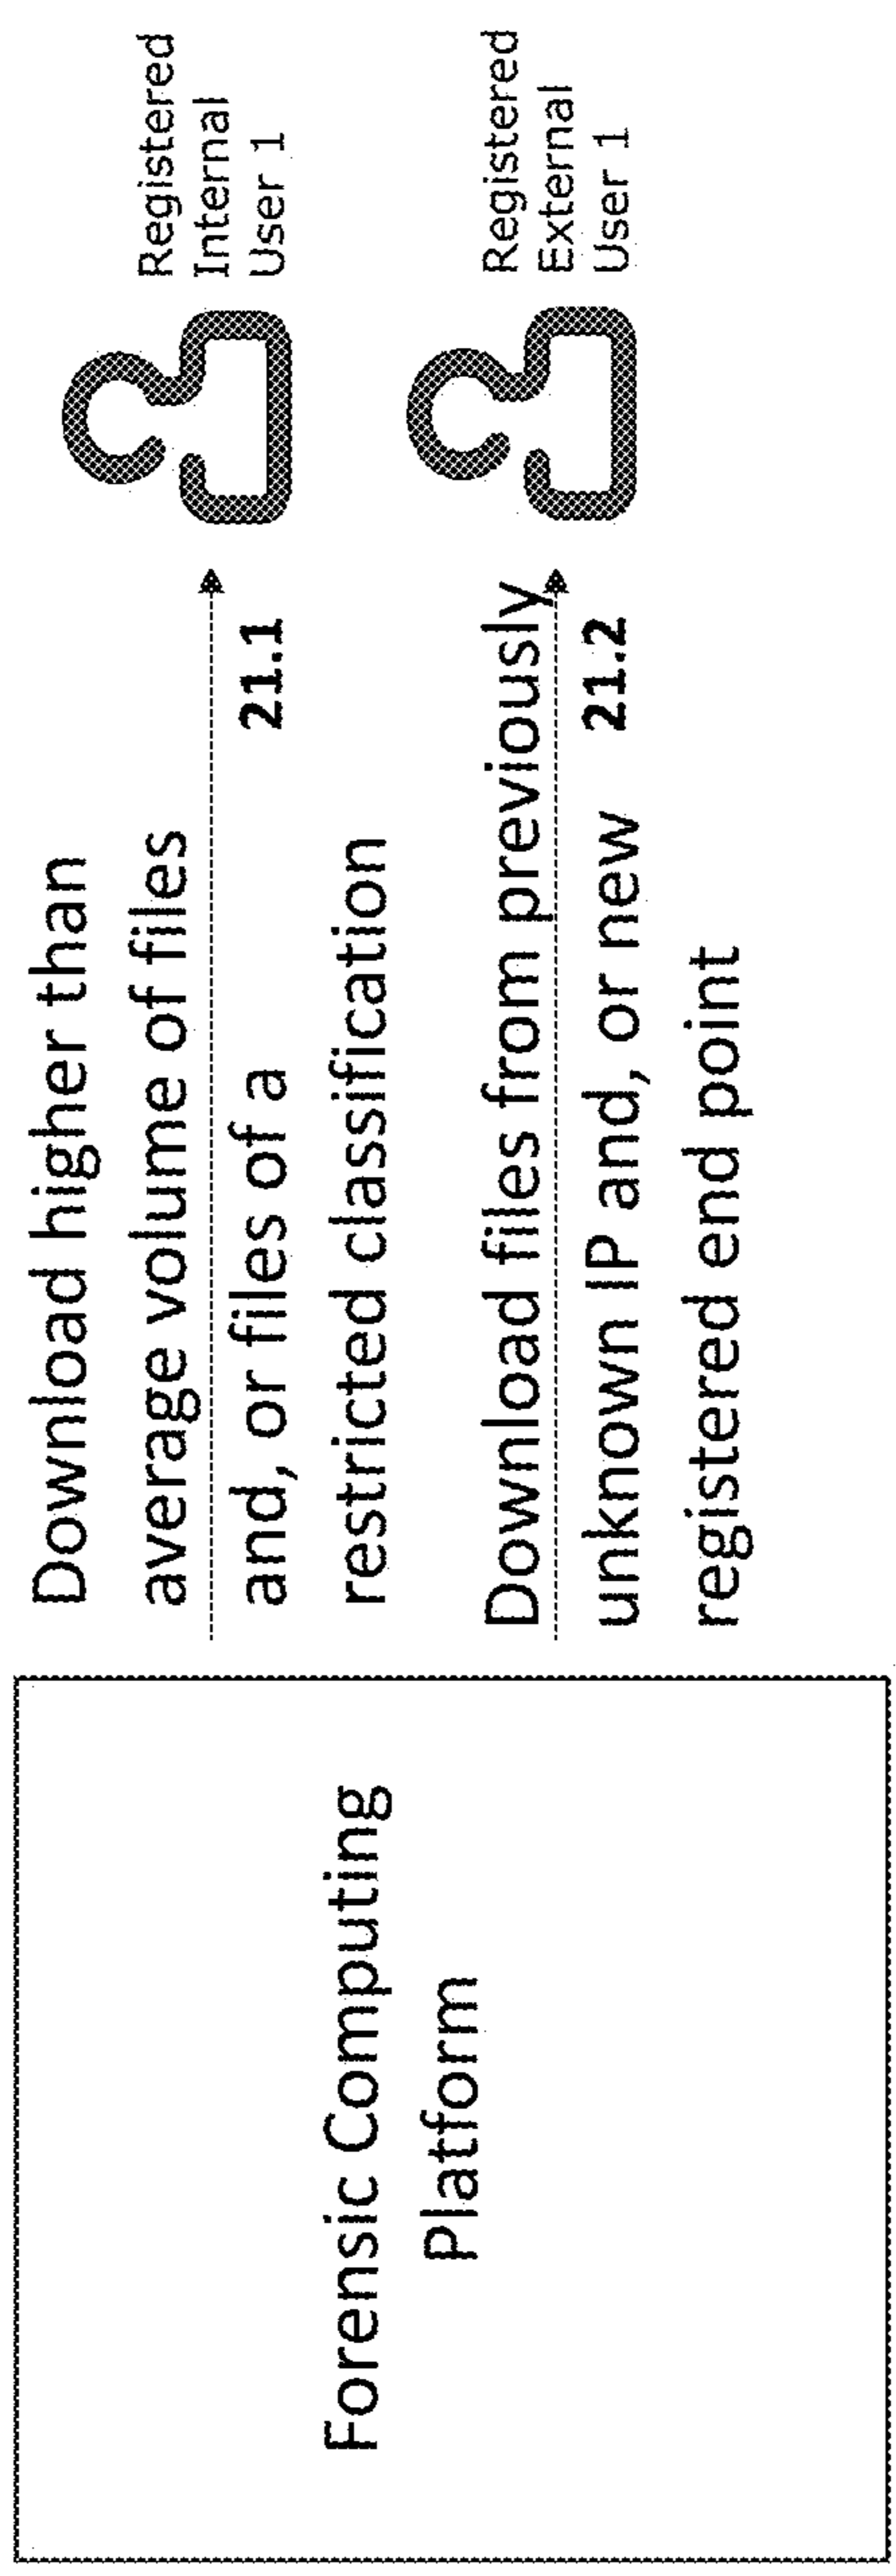 Forensic Computing
Platform
Download higher than
average volume of files
and, or files of a
restricted classification
21.1
Registered
Internal
User 1
Download files from previously
unknown IP and, or new
registered end point
21.2
Registered
External
User 1